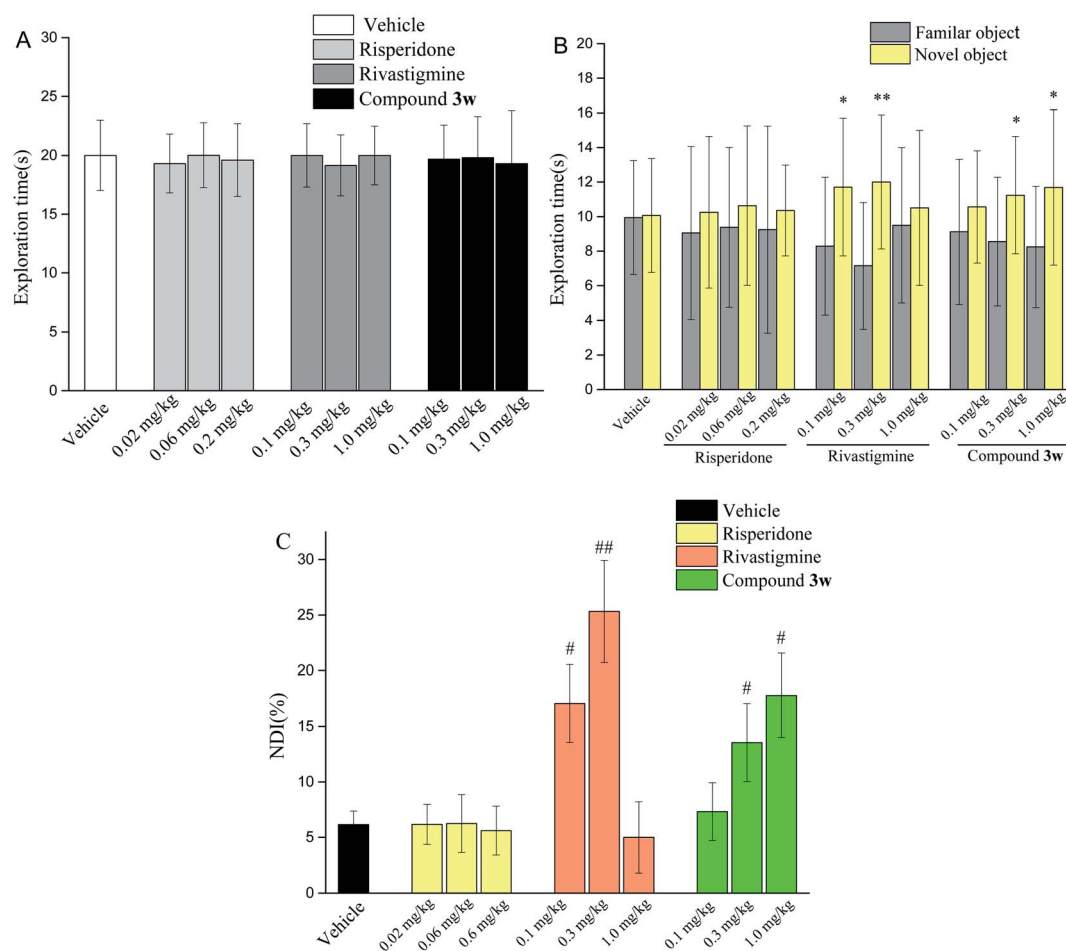 A
Exploration time(s)
30
25
20
15
10
5
0
Vehicle
Risperidone
Rivastigmine
Compound 3w
Vehicle
0.02 mg/kg
0.06 mg/kg
0.2 mg/kg
0.1 mg/kg
0.3 mg/kg
1.0 mg/kg
0.1 mg/kg
0.3 mg/kg
1.0 mg/kg
B
Exploration time(s)
20
18
16
14
12
10
8
6
4
2
0
Familar object
Novel object
*
**
*
*
Vehicle
0.02 mg/kg
0.06 mg/kg
0.2 mg/kg
0.1 mg/kg
0.3 mg/kg
1.0 mg/kg
0.1 mg/kg
0.3 mg/kg
1.0 mg/kg
Risperidone
Rivastigmine
Compound 3w
C
NDI(%)
30
25
20
15
10
5
0
Vehicle
Risperidone
Rivastigmine
Compound 3w
#
##
#
#
Vehicle
0.02 mg/kg
0.06 mg/kg
0.6 mg/kg
0.1 mg/kg
0.3 mg/kg
1.0 mg/kg
0.1 mg/kg
0.3 mg/kg
1.0 mg/kg